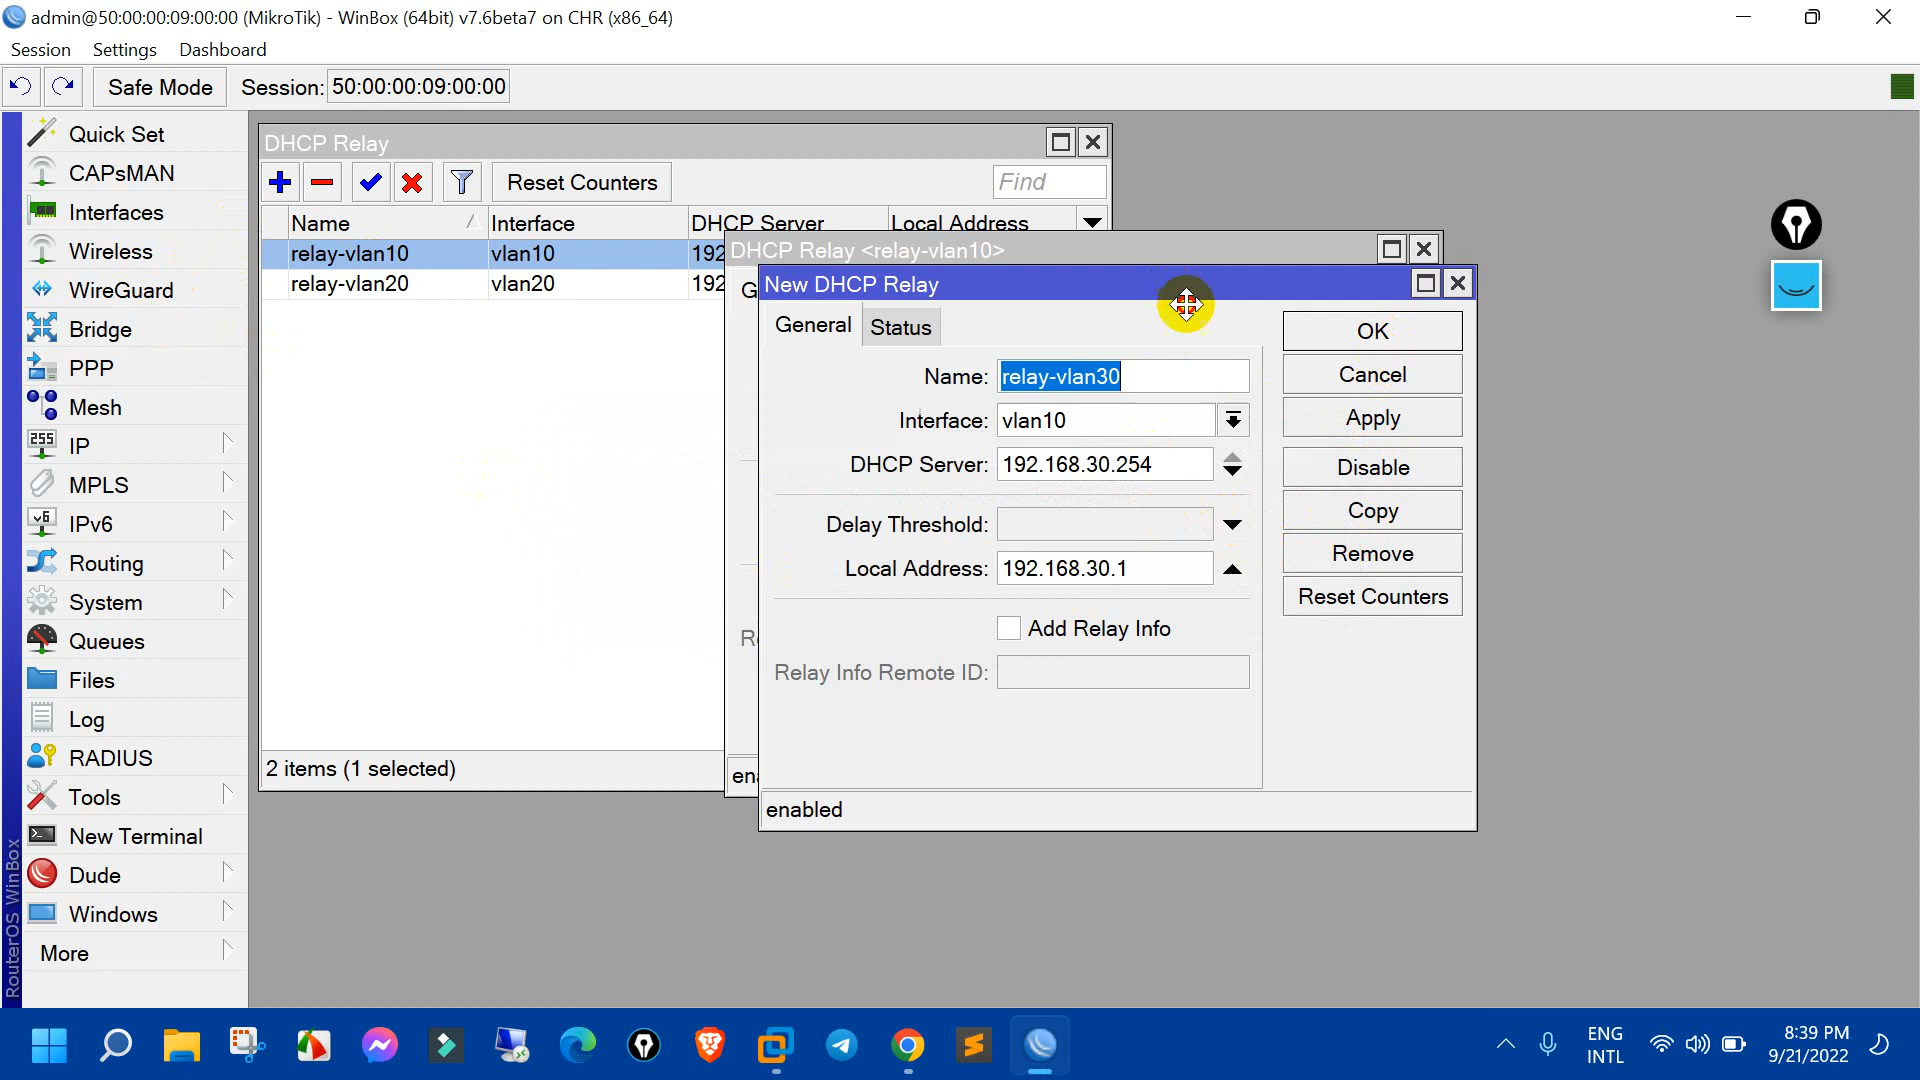 admin@50:00:00:09:00:00 (MikroTik) - WinBox (64bit) v7.6beta7 on CHR (x86_64)
Session Settings Dashboard
Safe Mode Session: 50:00:00:09:00:00
Quick Set
CAPsMAN
Interfaces
Wireless
WireGuard
Bridge
PPP
Mesh
255
IP
MPLS
v6
IPv6
Routing
System
Queues
Files
Log
RADIUS
Tools
New Terminal
Dude
Windows
More
RouterOS WinBox
DHCP Relay
Reset Counters
Find
Name Interface DHCP Server Local Address
relay-vlan10 vlan10 192
relay-vlan20 vlan20 192
2 items (1 selected)
DHCP Relay <relay-vlan10>
G
Re
ena
New DHCP Relay
General Status
Name: relay-vlan30
Interface: vlan10
DHCP Server: 192.168.30.254
Delay Threshold:
Local Address: 192.168.30.1
Add Relay Info
Relay Info Remote ID:
enabled
OK
Cancel
Apply
Disable
Copy
Remove
Reset Counters
ENG
INTL
8:39 PM
9/21/2022